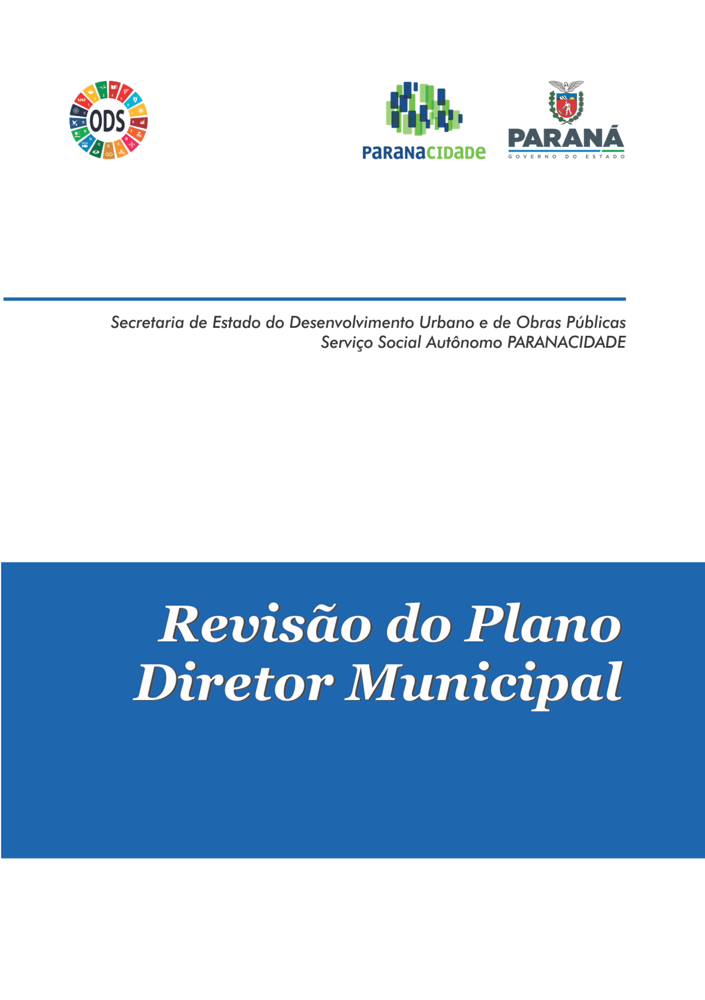 ODS
PARANACIDADE
PARANÁ
GOVERNO DO ESTADO
Secretaria de Estado do Desenvolvimento Urbano e de Obras Públicas
Serviço Social Autônomo PARANACIDADE
Revisão do Plano
Diretor Municipal